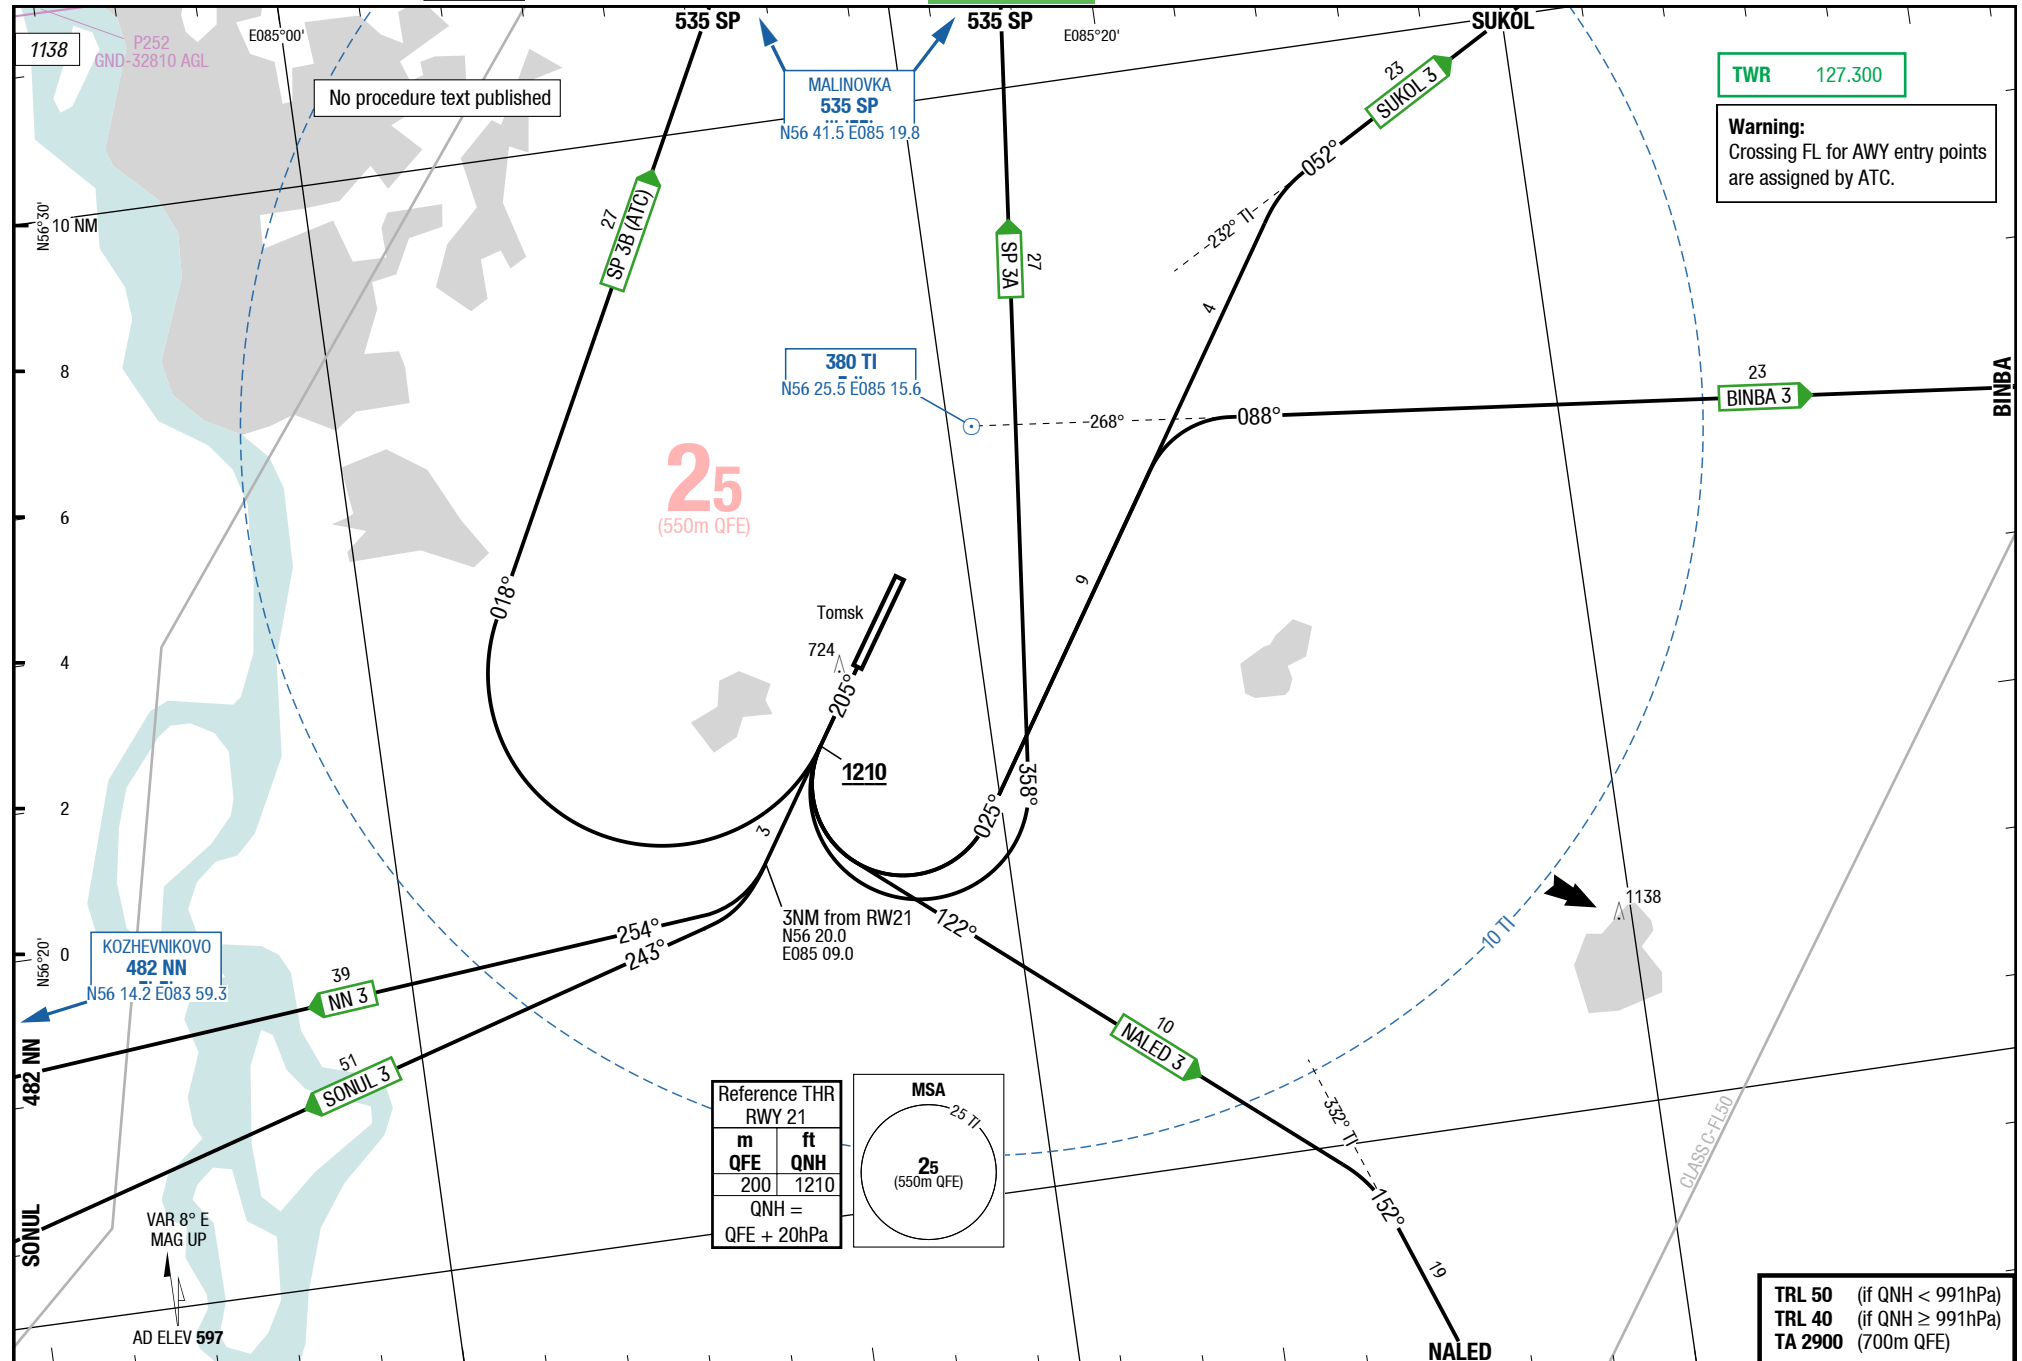 535 SP
535 SP
SUKOL
1138
P252
GND-32810 AGL
E085°00'
E085°20'
No procedure text published
MALINOVKA
535 SP
N56 41.5 E085 19.8
TWR 127.300
Warning:
Crossing FL for AWY entry points
are assigned by ATC.
23
SUKOL 3
052°
-232° TI
27
SP 3B (ATC)
27
SP 3A
N56°30'
10 NM
8
6
4
2
0
N56°20'
4
380 TI
N56 25.5 E085 15.6
268°
088°
23
BINBA 3
BINBA
25
(550m QFE)
018°
9
Tomsk
724
205°
1210
358°
025°
3
3NM from RW21
N56 20.0
E085 09.0
122°
10 TI
1138
254°
243°
KOZHEVNIKOVO
482 NN
N56 14.2 E083 59.3
39
NN 3
51
SONUL 3
482 NN
SONUL
10
NALED 3
332° TI
152°
19
NALED
CLASS C-FL50
Reference THR
RWY 21
m ft
QFE QNH
200 1210
QNH =
QFE + 20hPa
MSA
25 TI
25
(550m QFE)
VAR 8° E
MAG UP
AD ELEV 597
TRL 50 (if QNH < 991hPa)
TRL 40 (if QNH ≥ 991hPa)
TA 2900 (700m QFE)